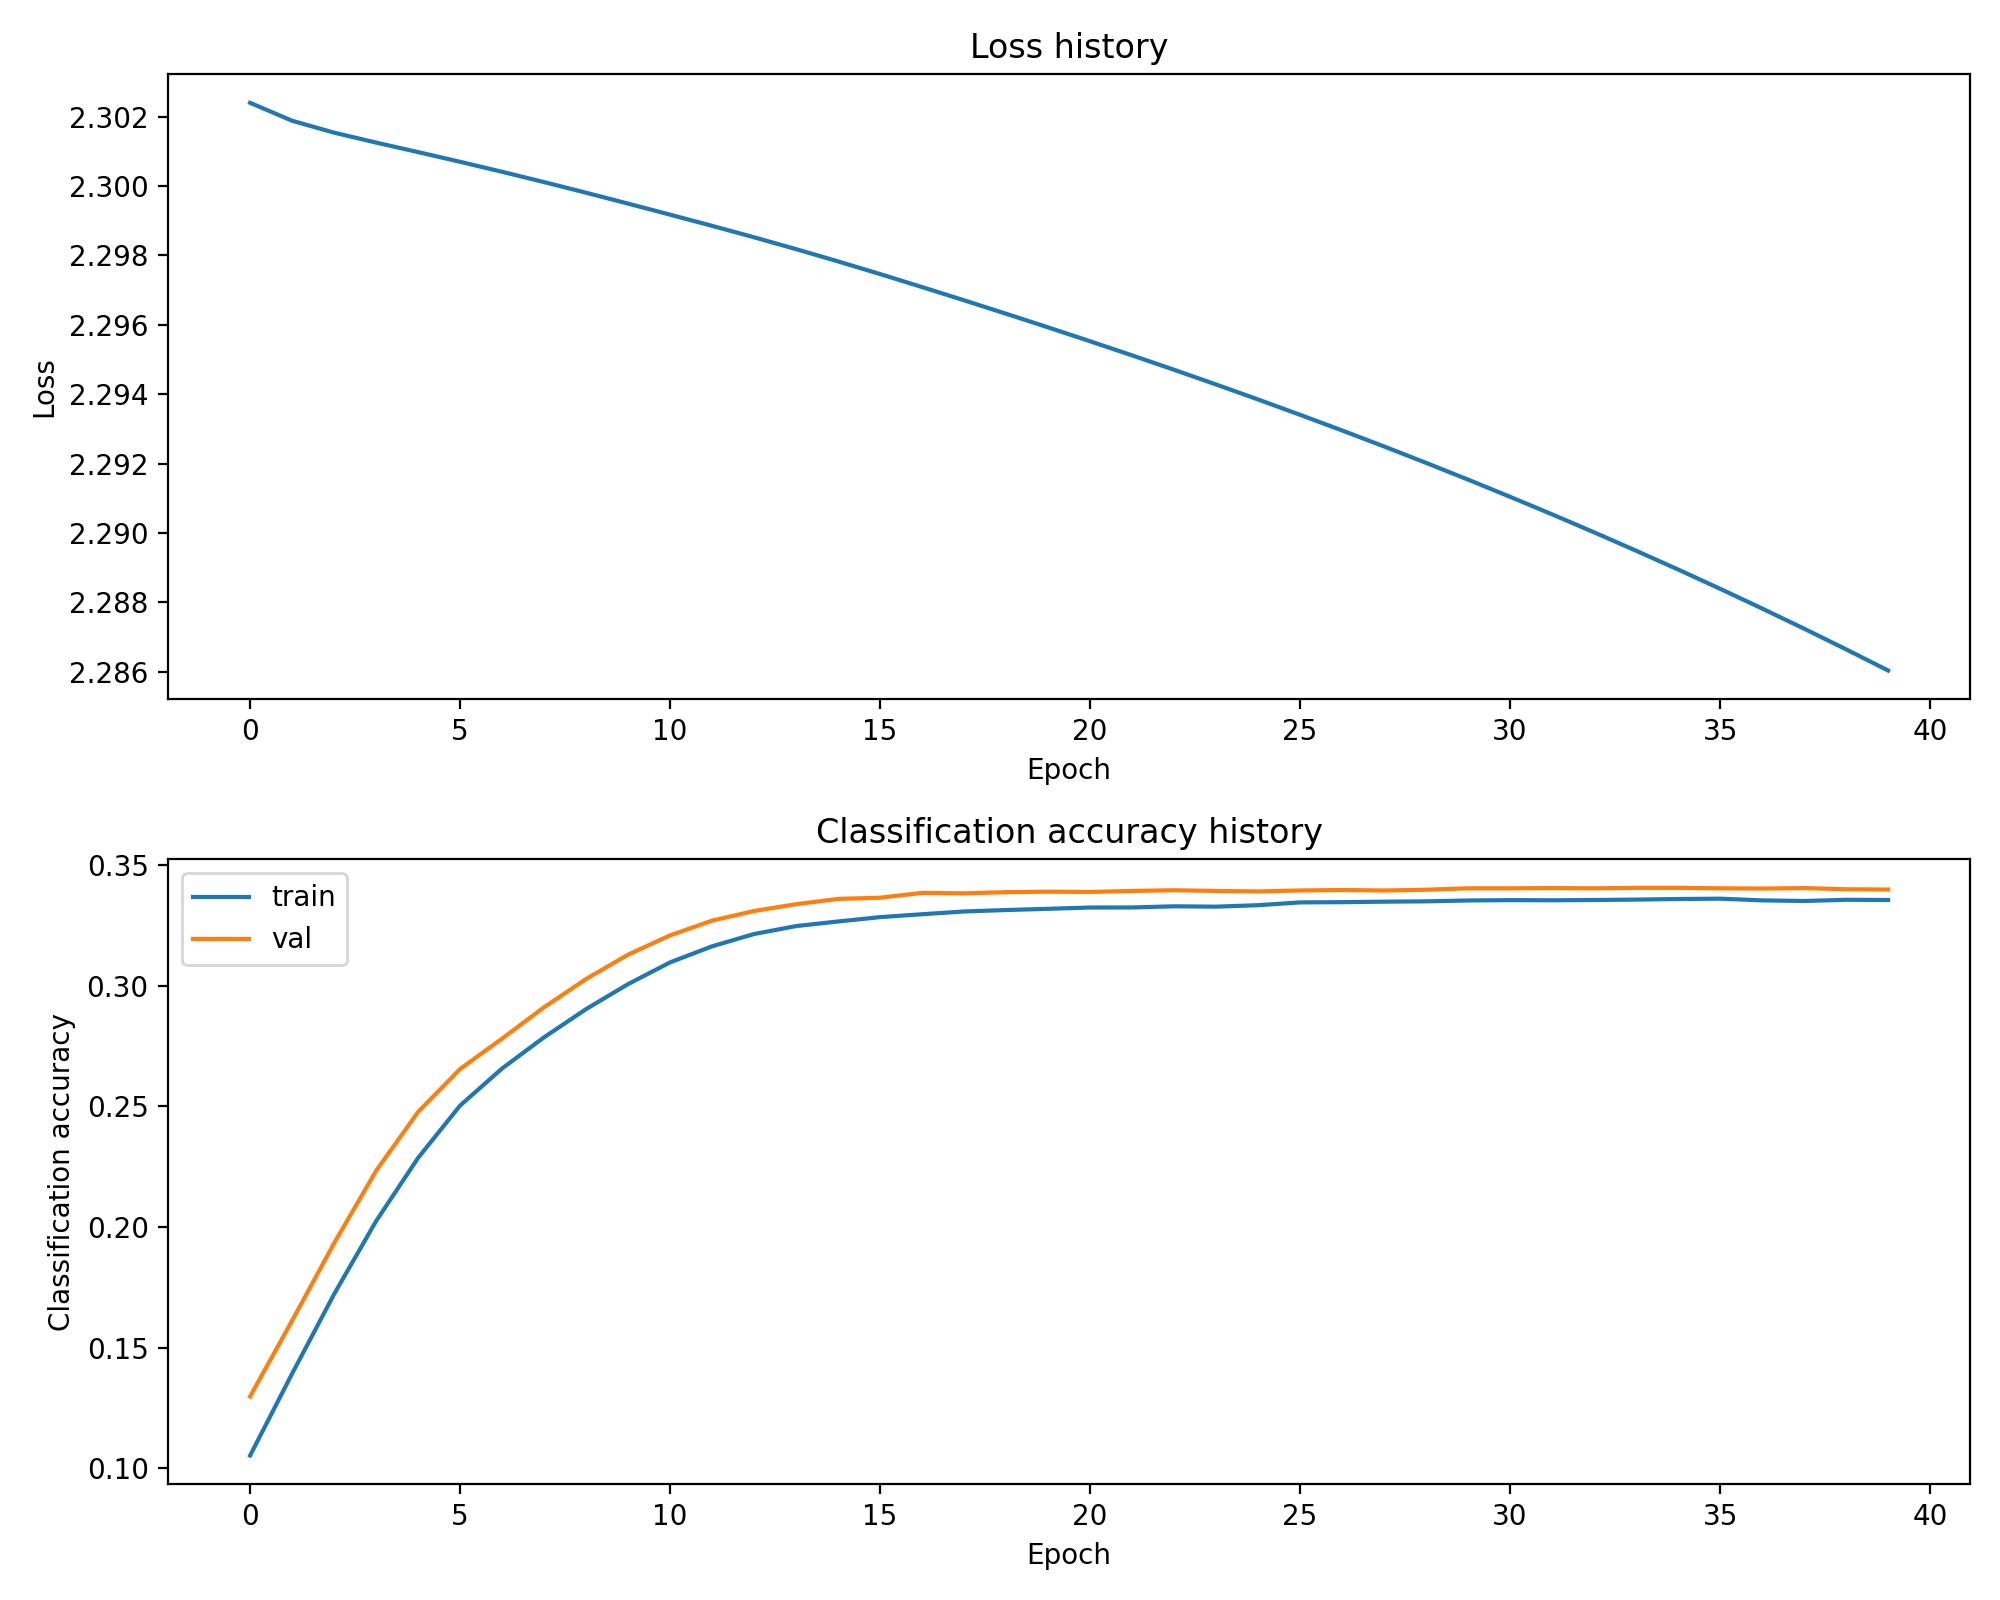 Loss history
2.302
2.300
2.298
2.296
2.294
2.292
2.290
2.288
2.286
Loss
0 5 10 15 20 25 30 35 40
Epoch
Classification accuracy history
0.35
0.30
0.25
0.20
0.15
0.10
train
val
Classification accuracy
0 5 10 15 20 25 30 35 40
Epoch